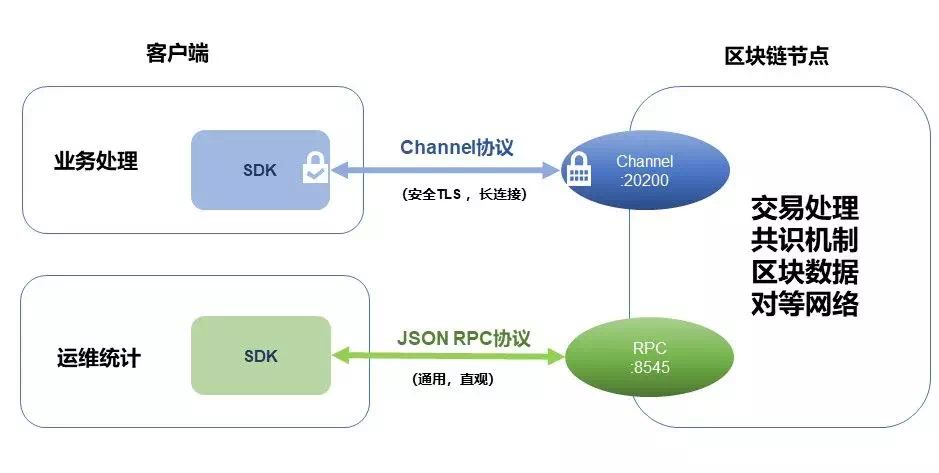 客户端
区块链节点
业务处理
SDK
Channel协议
(安全TLS ，长连接)
Channel
:20200
交易处理
共识机制
区块数据
对等网络
运维统计
SDK
JSON RPC协议
(通用，直观)
RPC
:8545